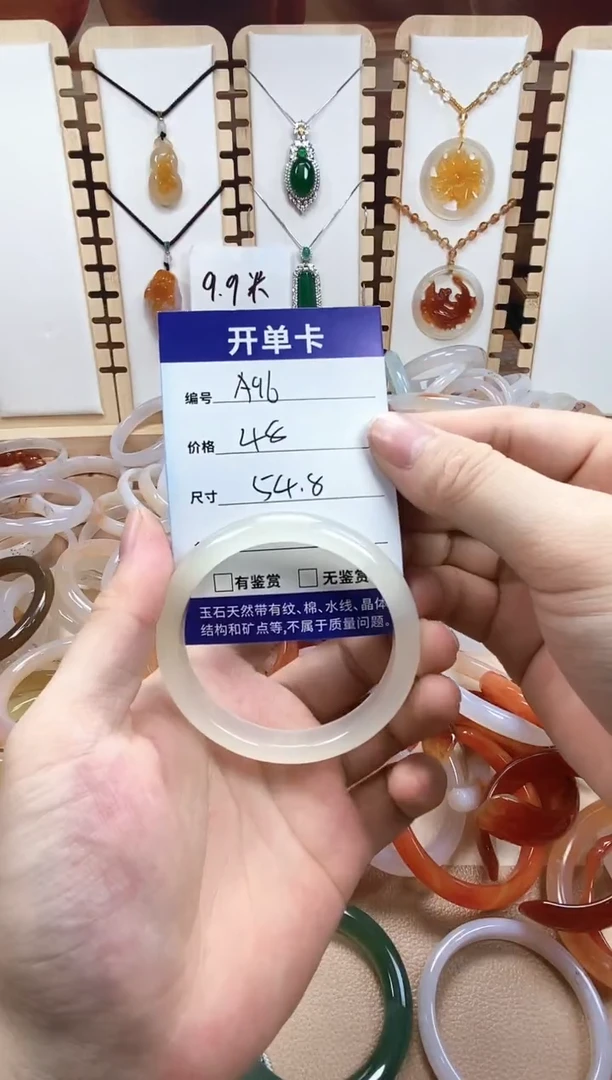 9.9米
开单卡
编号 A96
价格 48
尺寸 54.8
有鉴赏 无鉴赏
玉石天然带有纹、棉、水线、晶体
结构和矿点等,不属于质量问题。